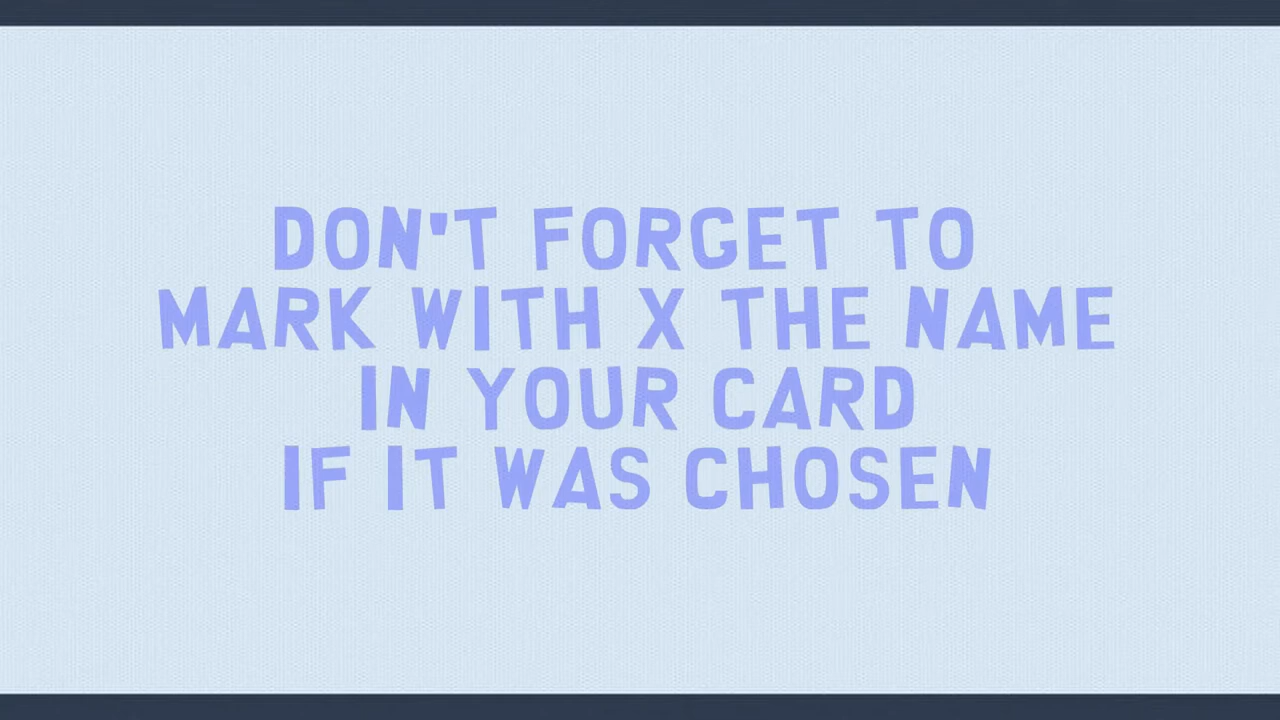 DON'T FORGET TO
MARK WITH X THE NAME
IN YOUR CARD
IF IT WAS CHOSEN